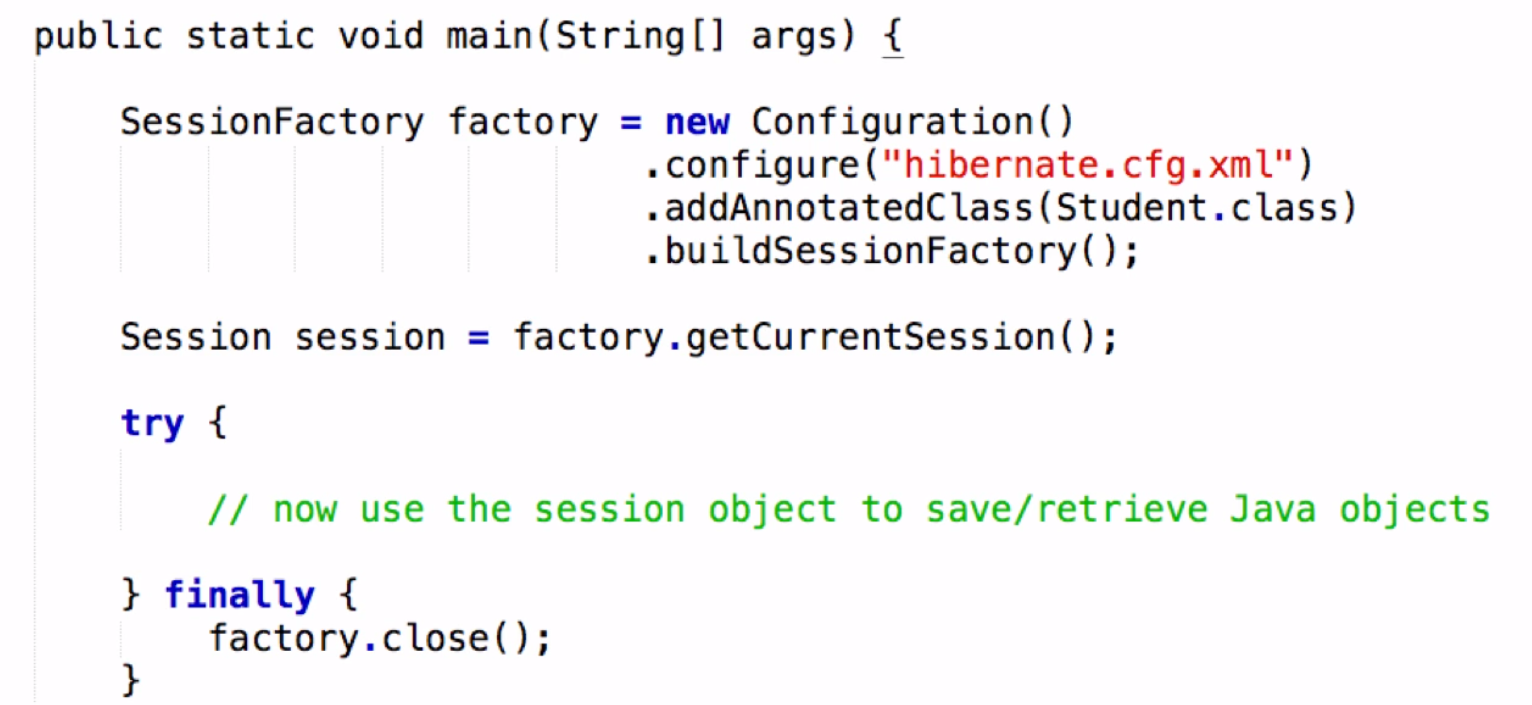 public static void main(String[] args) {
SessionFactory factory = new Configuration()
.configure("hibernate.cfg.xml")
.addAnnotatedClass(Student.class)
.buildSessionFactory();
Session session = factory.getCurrentSession();
try {
// now use the session object to save/retrieve Java objects
} finally {
factory.close();
}